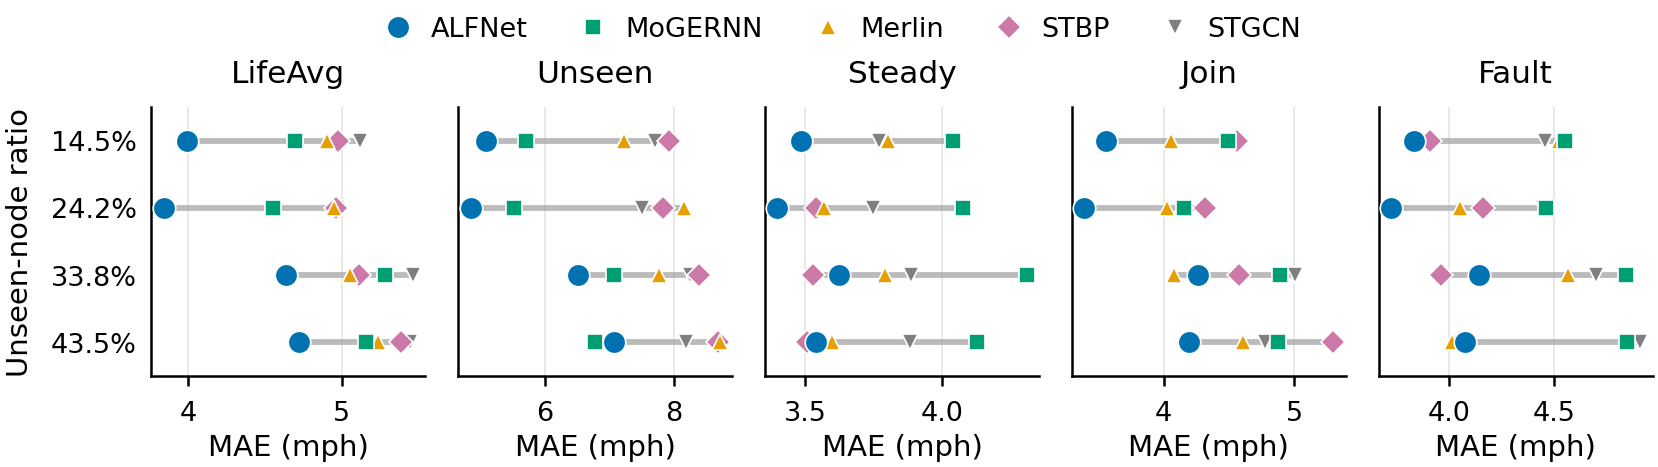 ALFNet MoGERNN Merlin STBP STGCN
LifeAvg Unseen Steady Join Fault
Unseen-node ratio
14.5%
24.2%
33.8%
43.5%
4 5 6 8 3.5 4.0 4 5 4.0 4.5
MAE (mph) MAE (mph) MAE (mph) MAE (mph) MAE (mph)